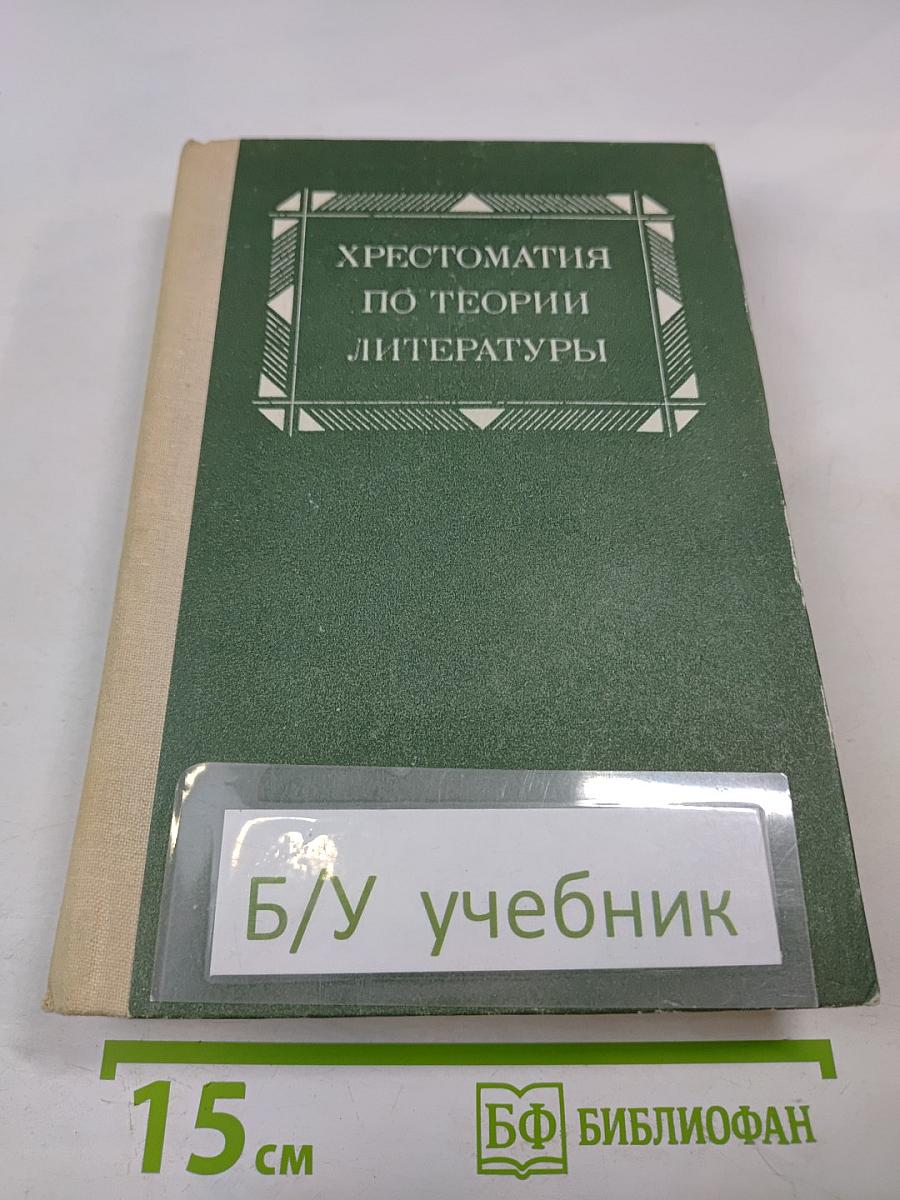 ХРЕСТОМАТИЯ
ПО ТЕОРИИ
ЛИТЕРАТУРЫ
Б/У учебник
15 см
БФ БИБЛИОФАН